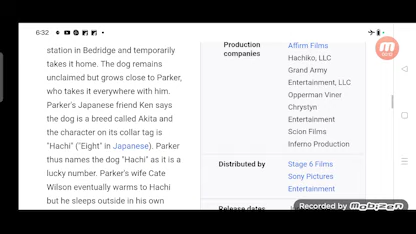 6:32
station in Bedridge and temporarily
takes it home. The dog remains
unclaimed but grows close to Parker,
who takes it everywhere with him.
Parker's Japanese friend Ken says
the dog is a breed called Akita and
the character on its collar tag is
"Hachi" ("Eight" in Japanese). Parker
thus names the dog "Hachi" as it is a
lucky number. Parker's wife Cate
Wilson eventually warms to Hachi
but he sleeps outside in his own
Production
companies
Affirm Films
Hachiko, LLC
Grand Army
Entertainment, LLC
Opperman Viner
Chrystyn
Entertainment
Scion Films
Inferno Production
Distributed by
Stage 6 Films
Sony Pictures
Entertainment
Release dates
Recorded by Mobizen